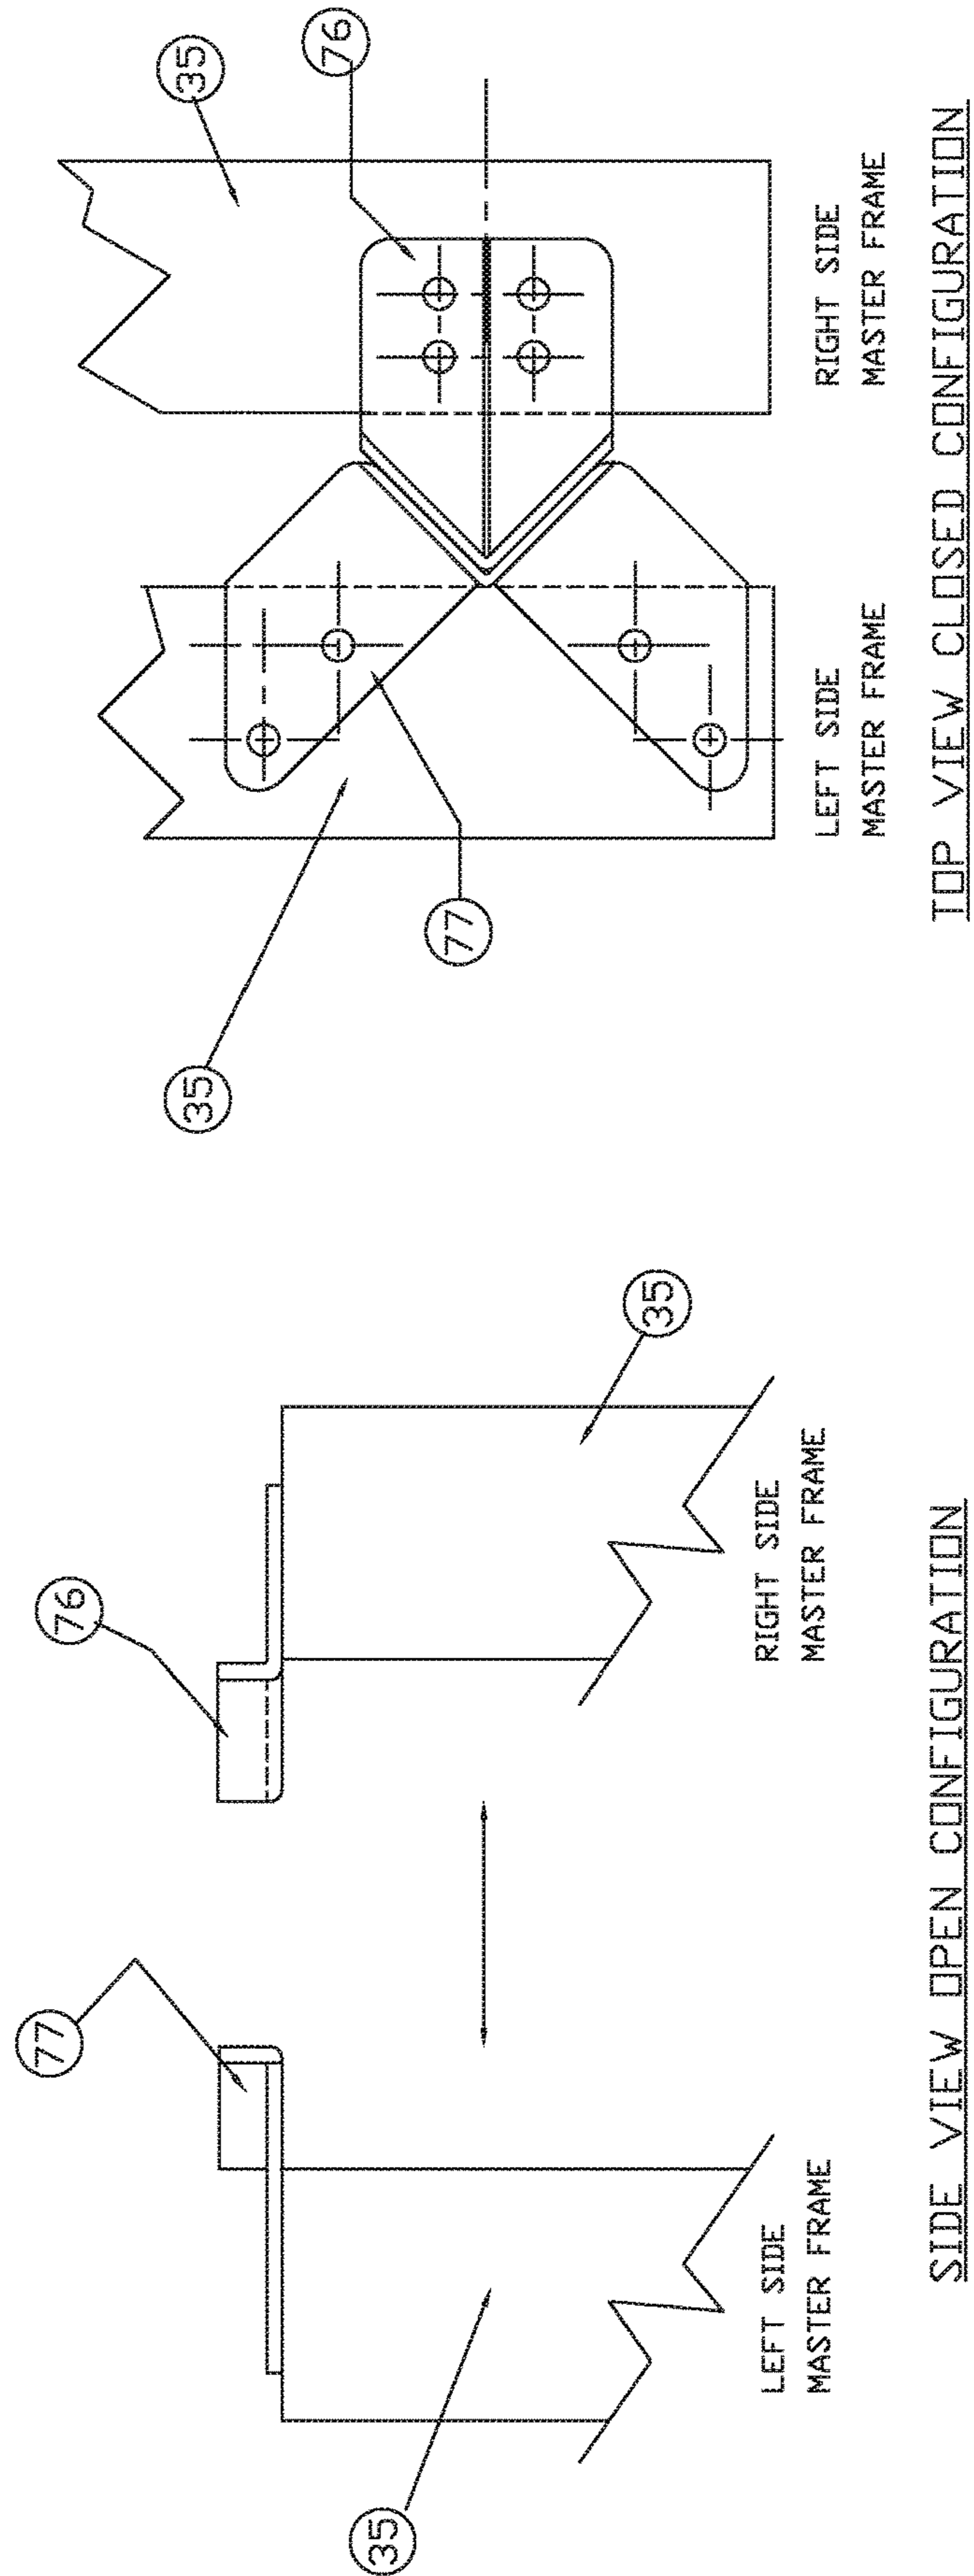 77
76
35
35
LEFT SIDE
MASTER FRAME
RIGHT SIDE
MASTER FRAME
SIDE VIEW OPEN CONFIGURATION
35
35
76
77
LEFT SIDE
MASTER FRAME
RIGHT SIDE
MASTER FRAME
TOP VIEW CLOSED CONFIGURATION